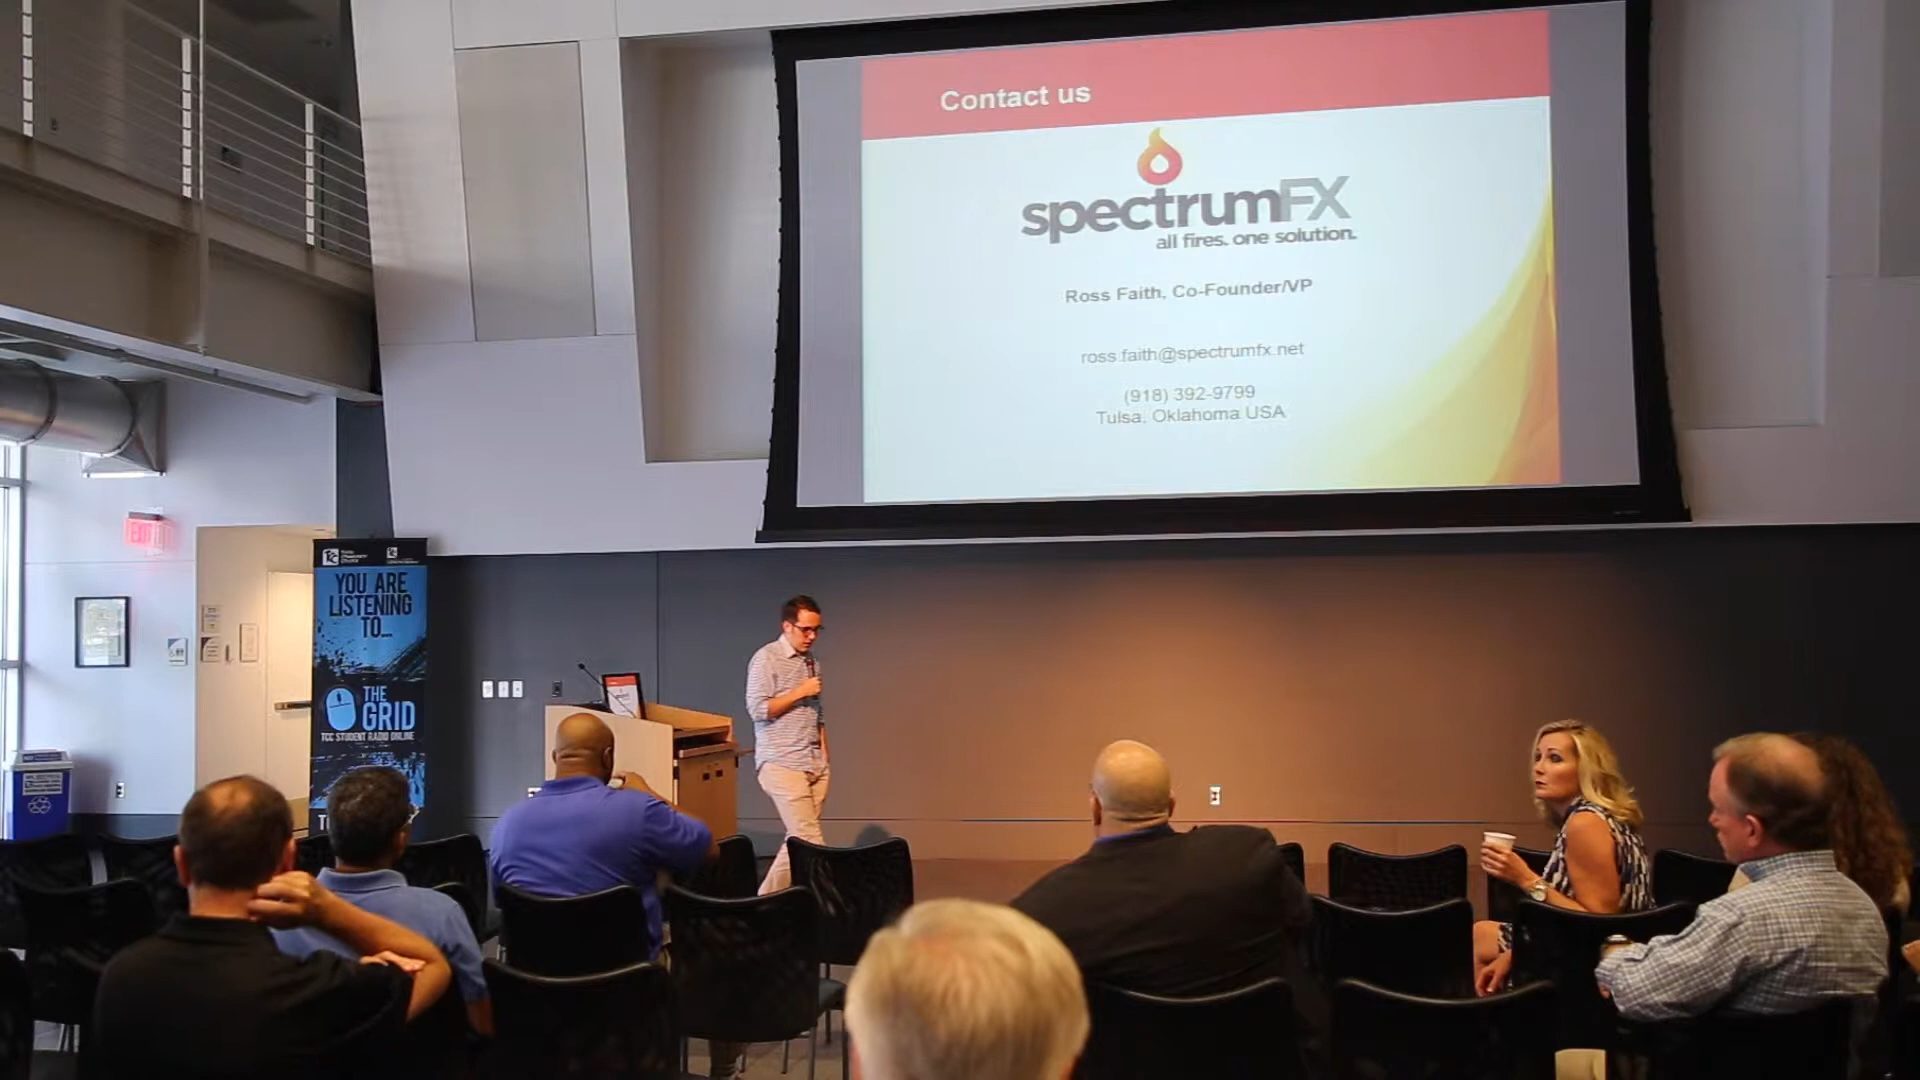 Contact us
spectrumFX
all fires. one solution.
Ross Faith, Co-Founder/VP
ross.faith@spectrumfx.net
(918) 392-9799
Tulsa, Oklahoma USA
EXIT
YOU ARE
LISTENING
TO...
THE
GRID
TCC STUDENT RADIO ONLINE